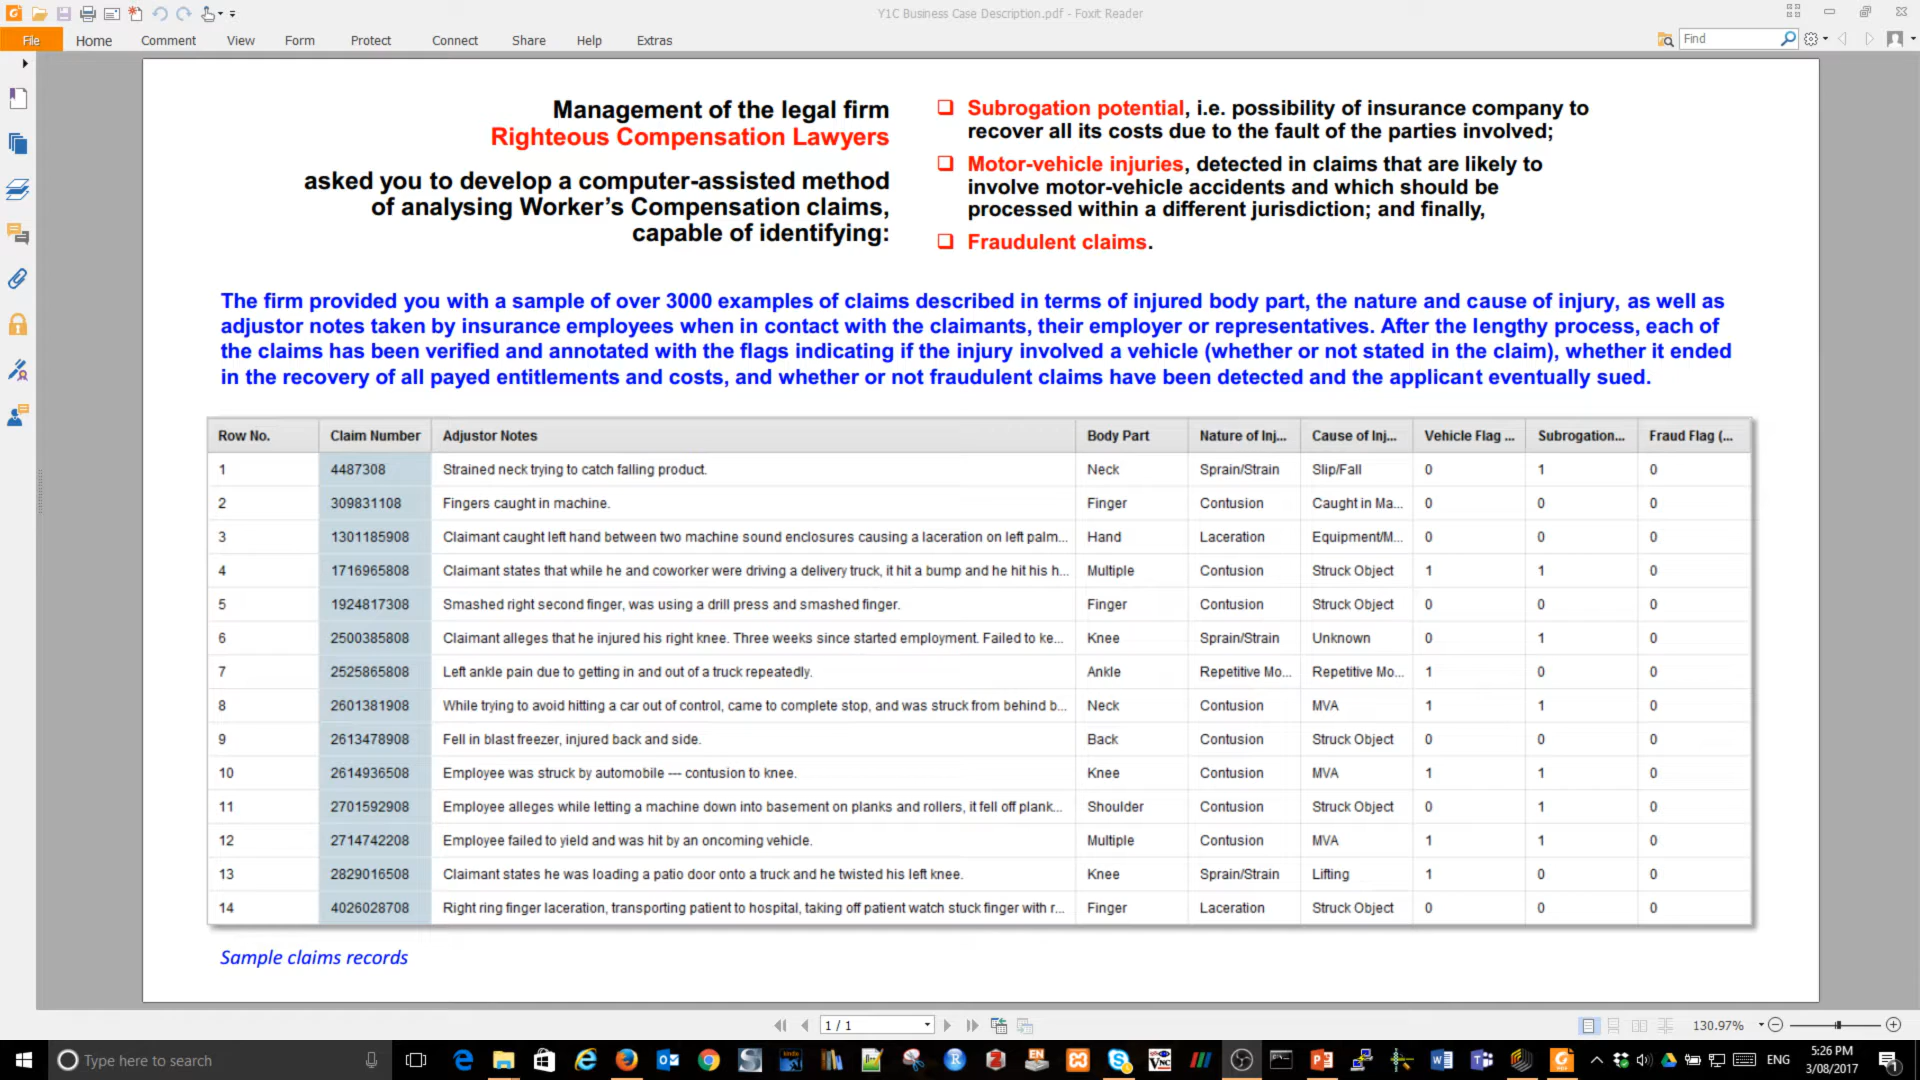 Y1C Business Case Description.pdf - Foxit Reader
File Home Comment View Form Protect Connect Share Help Extras
Find
Management of the legal firm
Righteous Compensation Lawyers
asked you to develop a computer-assisted method
of analysing Worker's Compensation claims,
capable of identifying:
Subrogation potential, i.e. possibility of insurance company to
recover all its costs due to the fault of the parties involved;
Motor-vehicle injuries, detected in claims that are likely to
involve motor-vehicle accidents and which should be
processed within a different jurisdiction; and finally,
Fraudulent claims.
The firm provided you with a sample of over 3000 examples of claims described in terms of injured body part, the nature and cause of injury, as well as
adjustor notes taken by insurance employees when in contact with the claimants, their employer or representatives. After the lengthy process, each of
the claims has been verified and annotated with the flags indicating if the injury involved a vehicle (whether or not stated in the claim), whether it ended
in the recovery of all payed entitlements and costs, and whether or not fraudulent claims have been detected and the applicant eventually sued.
Row No. Claim Number Adjustor Notes Body Part Nature of Inj... Cause of Inj... Vehicle Flag ... Subrogation... Fraud Flag (...
1 4487308 Strained neck trying to catch falling product. Neck Sprain/Strain Slip/Fall 0 1 0
2 309831108 Fingers caught in machine. Finger Contusion Caught in Ma... 0 0 0
3 1301185908 Claimant caught left hand between two machine sound enclosures causing a laceration on left palm... Hand Laceration Equipment/M... 0 0 0
4 1716965808 Claimant states that while he and coworker were driving a delivery truck, it hit a bump and he hit his h... Multiple Contusion Struck Object 1 1 0
5 1924817308 Smashed right second finger, was using a drill press and smashed finger. Finger Contusion Struck Object 0 0 0
6 2500385808 Claimant alleges that he injured his right knee. Three weeks since started employment. Failed to ke... Knee Sprain/Strain Unknown 0 1 0
7 2525865808 Left ankle pain due to getting in and out of a truck repeatedly. Ankle Repetitive Mo... Repetitive Mo... 1 0 0
8 2601381908 While trying to avoid hitting a car out of control, came to complete stop, and was struck from behind b... Neck Contusion MVA 1 1 0
9 2613478908 Fell in blast freezer, injured back and side. Back Contusion Struck Object 0 0 0
10 2614936508 Employee was struck by automobile --- contusion to knee. Knee Contusion MVA 1 1 0
11 2701592908 Employee alleges while letting a machine down into basement on planks and rollers, it fell off plank... Shoulder Contusion Struck Object 0 1 0
12 2714742208 Employee failed to yield and was hit by an oncoming vehicle. Multiple Contusion MVA 1 1 0
13 2829016508 Claimant states he was loading a patio door onto a truck and he twisted his left knee. Knee Sprain/Strain Lifting 1 0 0
14 4026028708 Right ring finger laceration, transporting patient to hospital, taking off patient watch stuck finger with r... Finger Laceration Struck Object 0 0 0
Sample claims records
1 / 1
130.97%
Type here to search
ENG
5:26 PM
3/08/2017